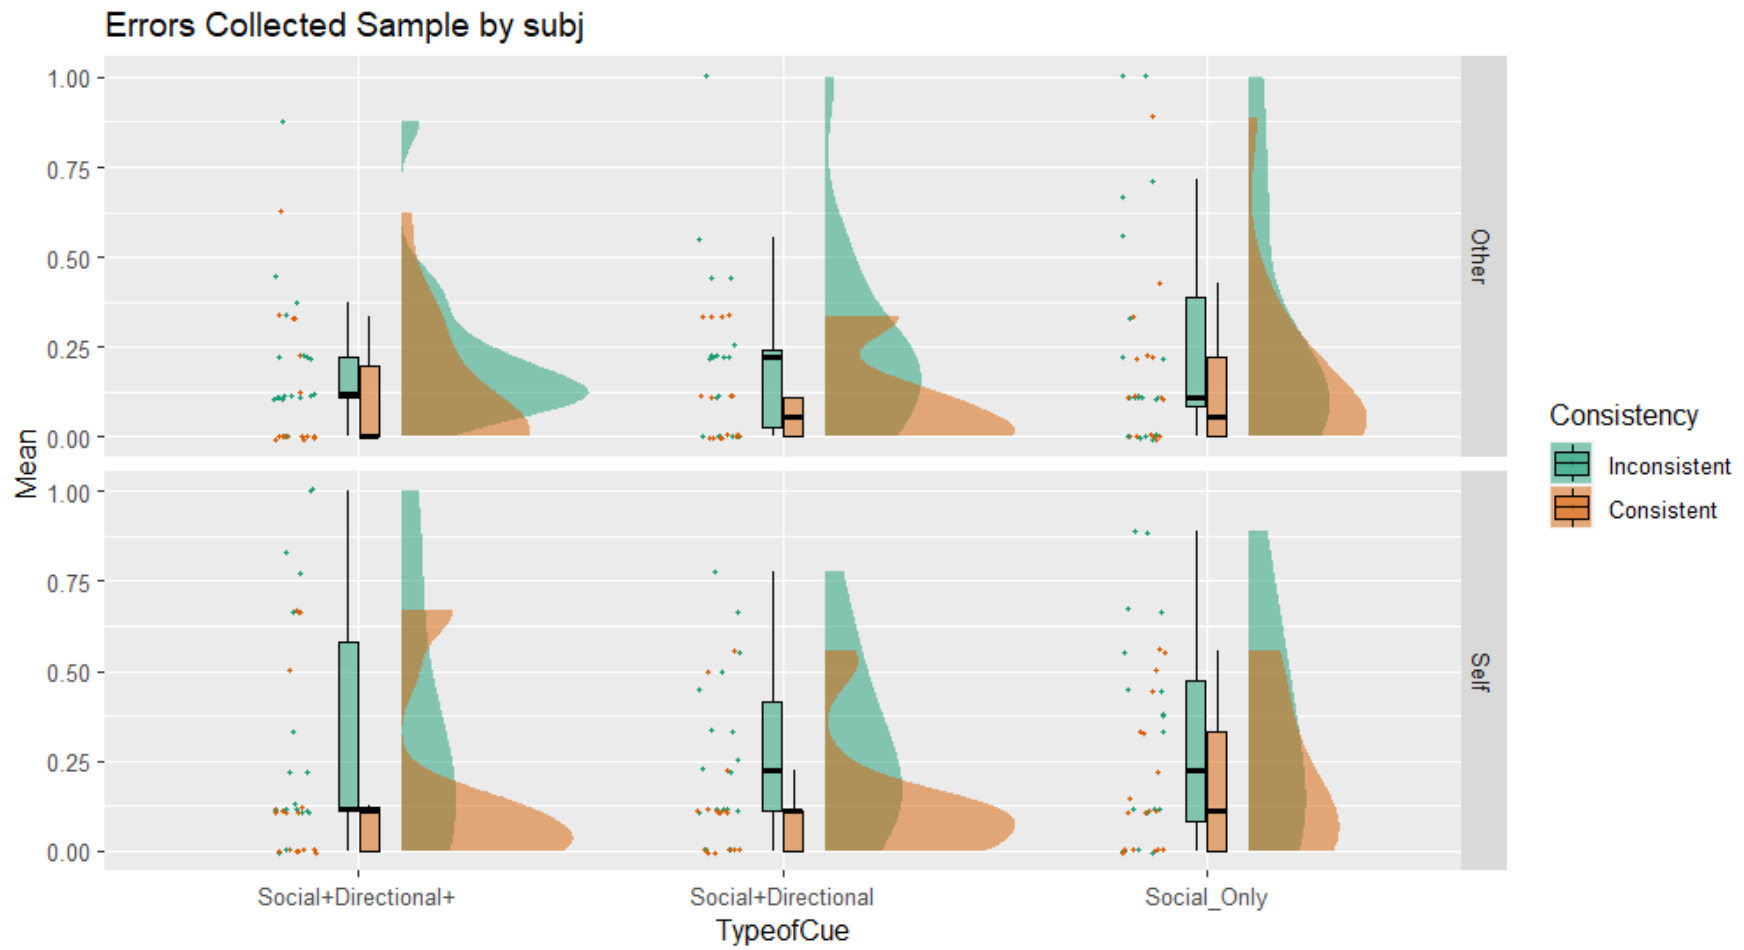 Errors Collected Sample by subj
Mean
1.00
0.75
0.50
0.25
0.00
Other
1.00
0.75
0.50
0.25
0.00
Self
Social+Directional+
Social+Directional
Social_Only
TypeofCue
Consistency
Inconsistent
Consistent